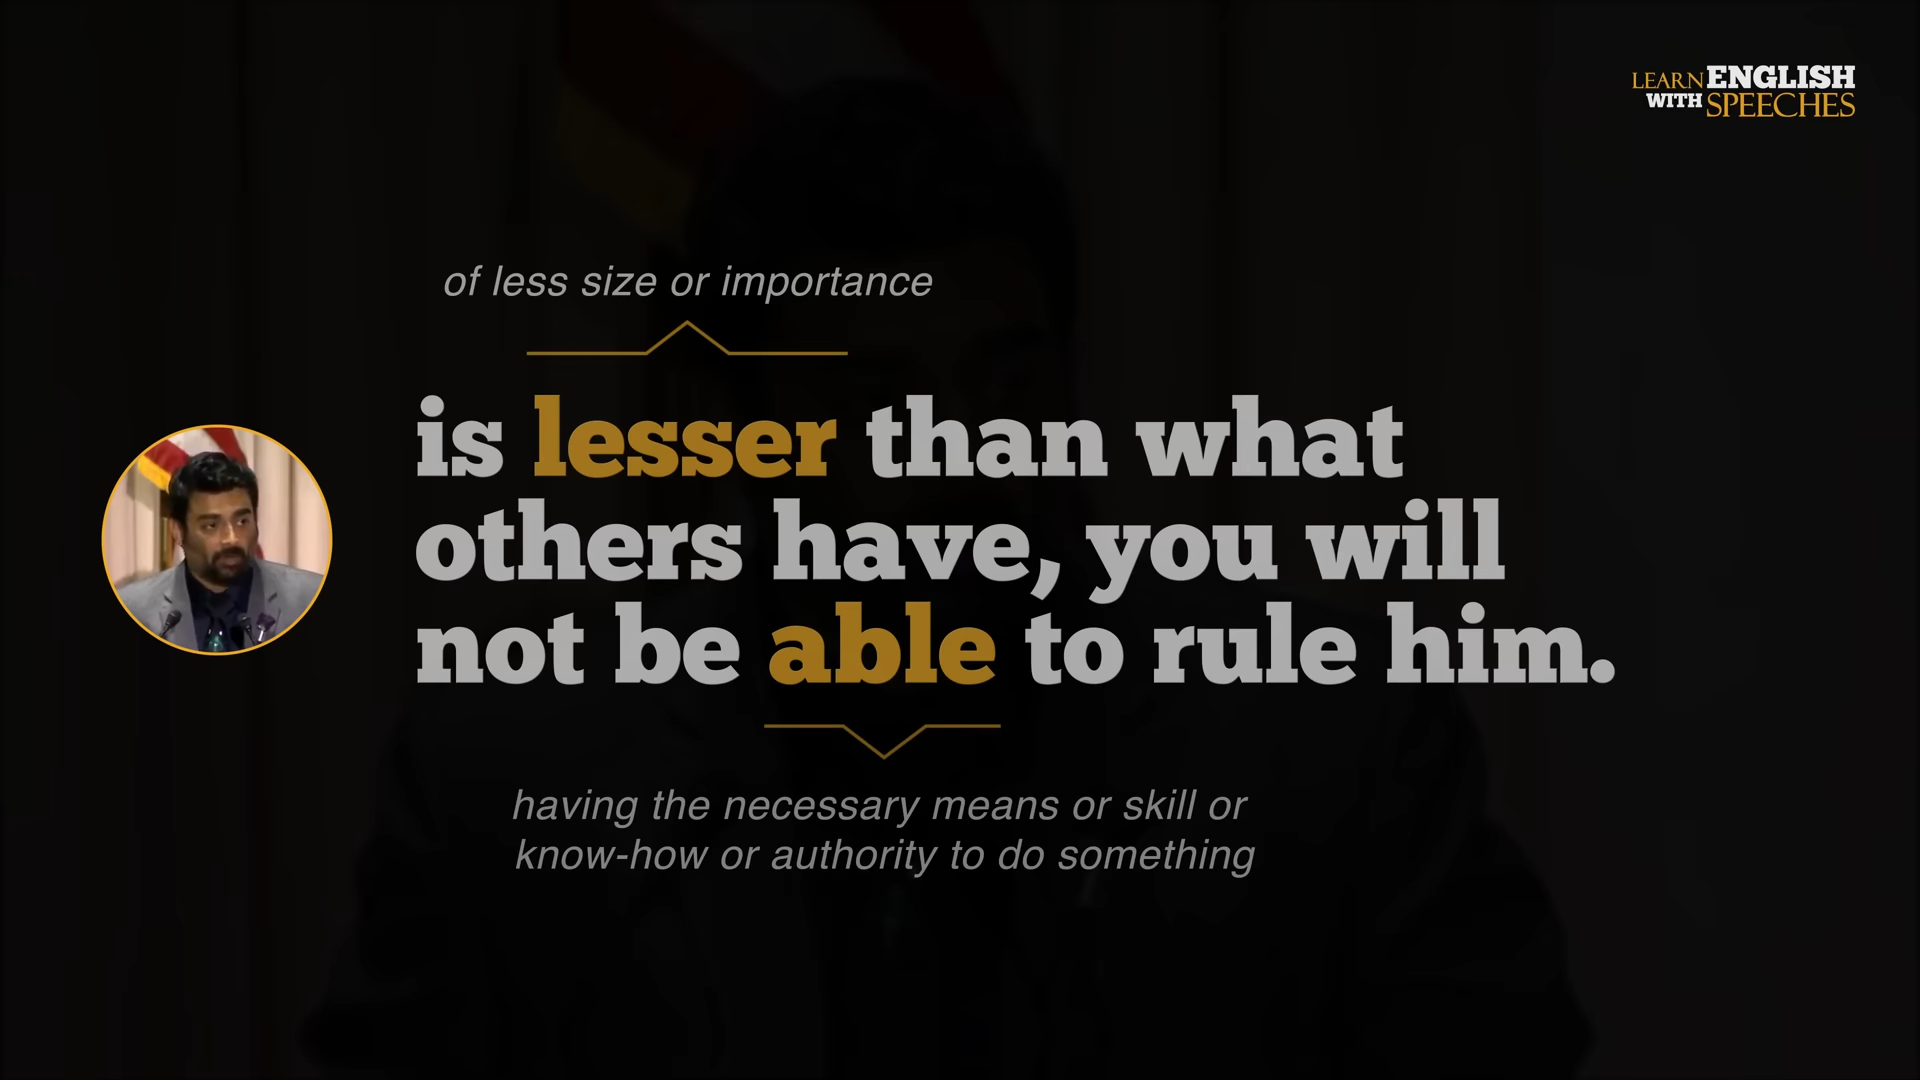 LEARN ENGLISH
WITH SPEECHES
of less size or importance
is lesser than what
others have, you will
not be able to rule him.
having the necessary means or skill or
know-how or authority to do something